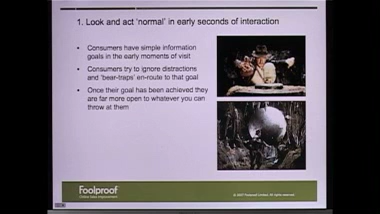 1. Look and act 'normal' in early seconds of interaction
Consumers have simple information
goals in the early moments of visit
Consumers try to ignore distractions
and 'bear-traps' en-route to that goal
Once their goal has been achieved they
are far more open to whatever you can
throw at them
Foolproof
© 2007 Foolproof Limited. All rights reserved.